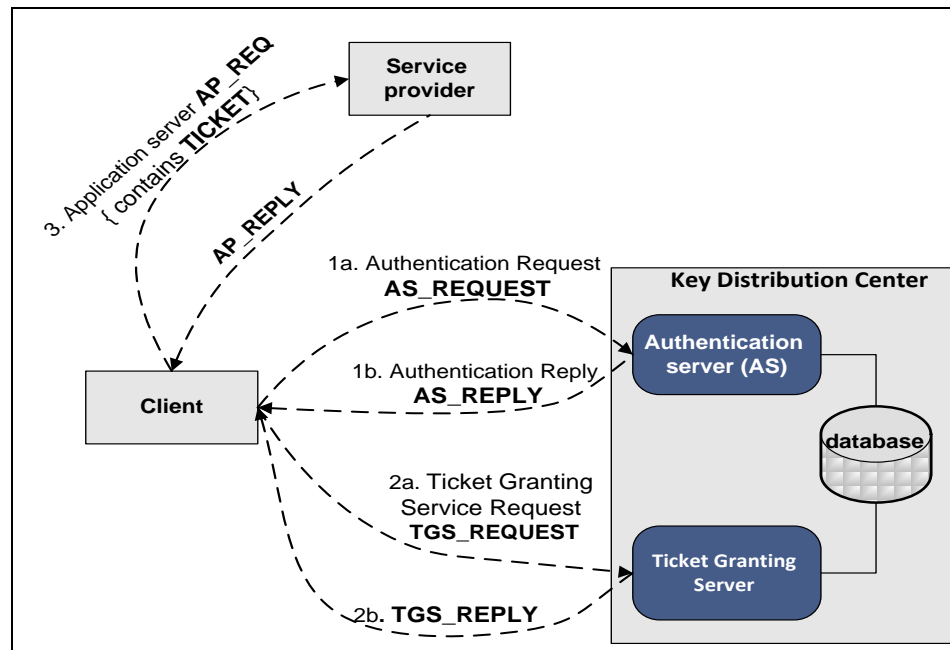 3. Application server AP_REQ
{ contains TICKET}
Service
provider
AP_REPLY
1a. Authentication Request
AS_REQUEST
Key Distribution Center
Authentication
server (AS)
1b. Authentication Reply
AS_REPLY
Client
database
2a. Ticket Granting
Service Request
TGS_REQUEST
Ticket Granting
Server
2b. TGS_REPLY